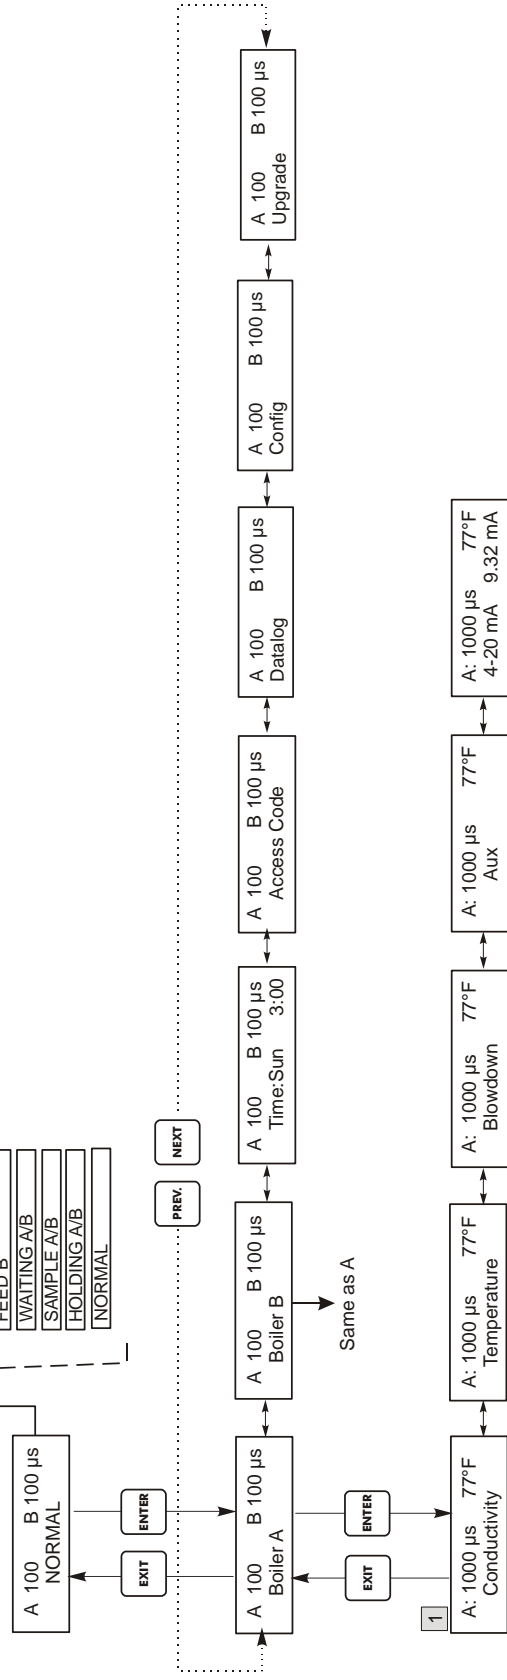 FEED B
WAITING A/B
SAMPLE A/B
HOLDING A/B
NORMAL
A 100 B 100 µs
NORMAL
EXIT
ENTER
PREV.
NEXT
A 100 B 100 µs
Boiler A
A 100 B 100 µs
Boiler B
A 100 B 100 µs
Time:Sun 3:00
A 100 B 100 µs
Access Code
A 100 B 100 µs
Datalog
A 100 B 100 µs
Config
A 100 B 100 µs
Upgrade
Same as A
EXIT
ENTER
1
A: 1000 µs 77°F
Conductivity
A: 1000 µs 77°F
Temperature
A: 1000 µs 77°F
Blowdown
A: 1000 µs 77°F
Aux
A: 1000 µs 77°F
4-20 mA 9.32 mA